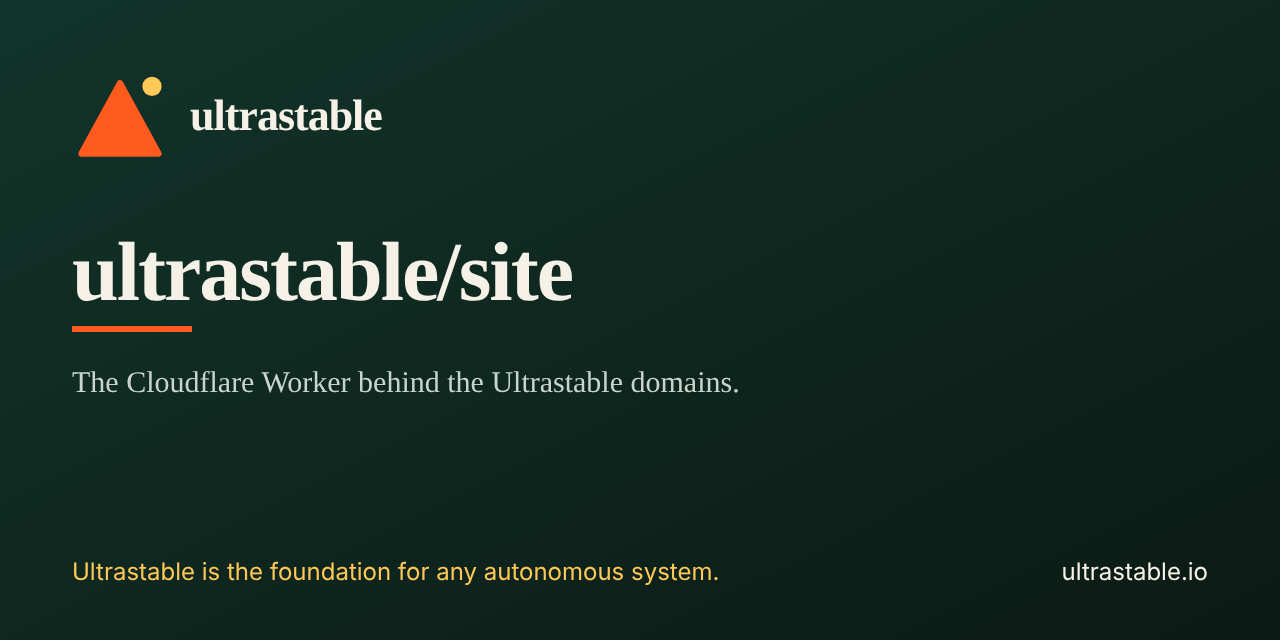 ultrastable
ultrastable/site
The Cloudflare Worker behind the Ultrastable domains.
Ultrastable is the foundation for any autonomous system.
ultrastable.io